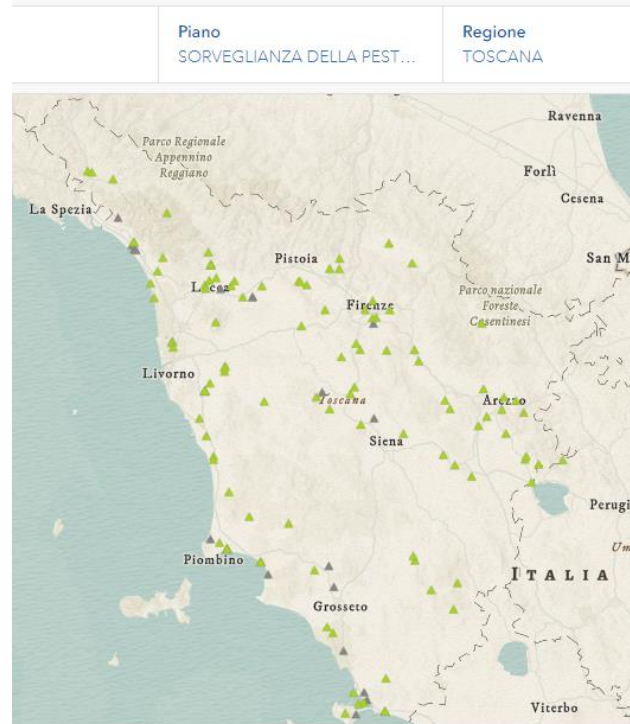 Piano
SORVEGLIANZA DELLA PEST...
Regione
TOSCANA
Ravenna
Parco Regionale
Appennino
Reggiano
Forlì
Cesena
La Spezia
Pistoia
San M
Lucca
Parco nazionale
Foreste
Casentinesi
Firenze
Livorno
Toscana
Arezzo
Siena
Perugi
Um
Piombino
ITALIA
Grosseto
Viterbo